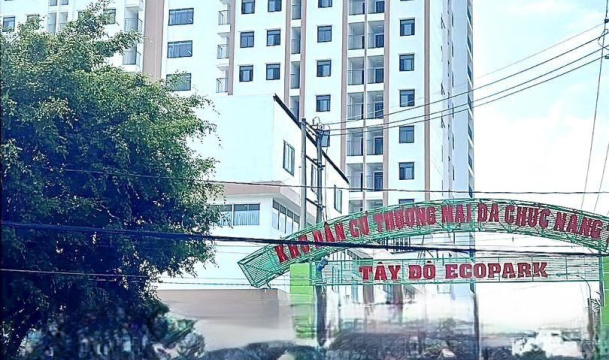 KHU DÂN CƯ THƯƠNG MẠI ĐA CHỨC NĂNG
TÂY ĐÔ ECOPARK